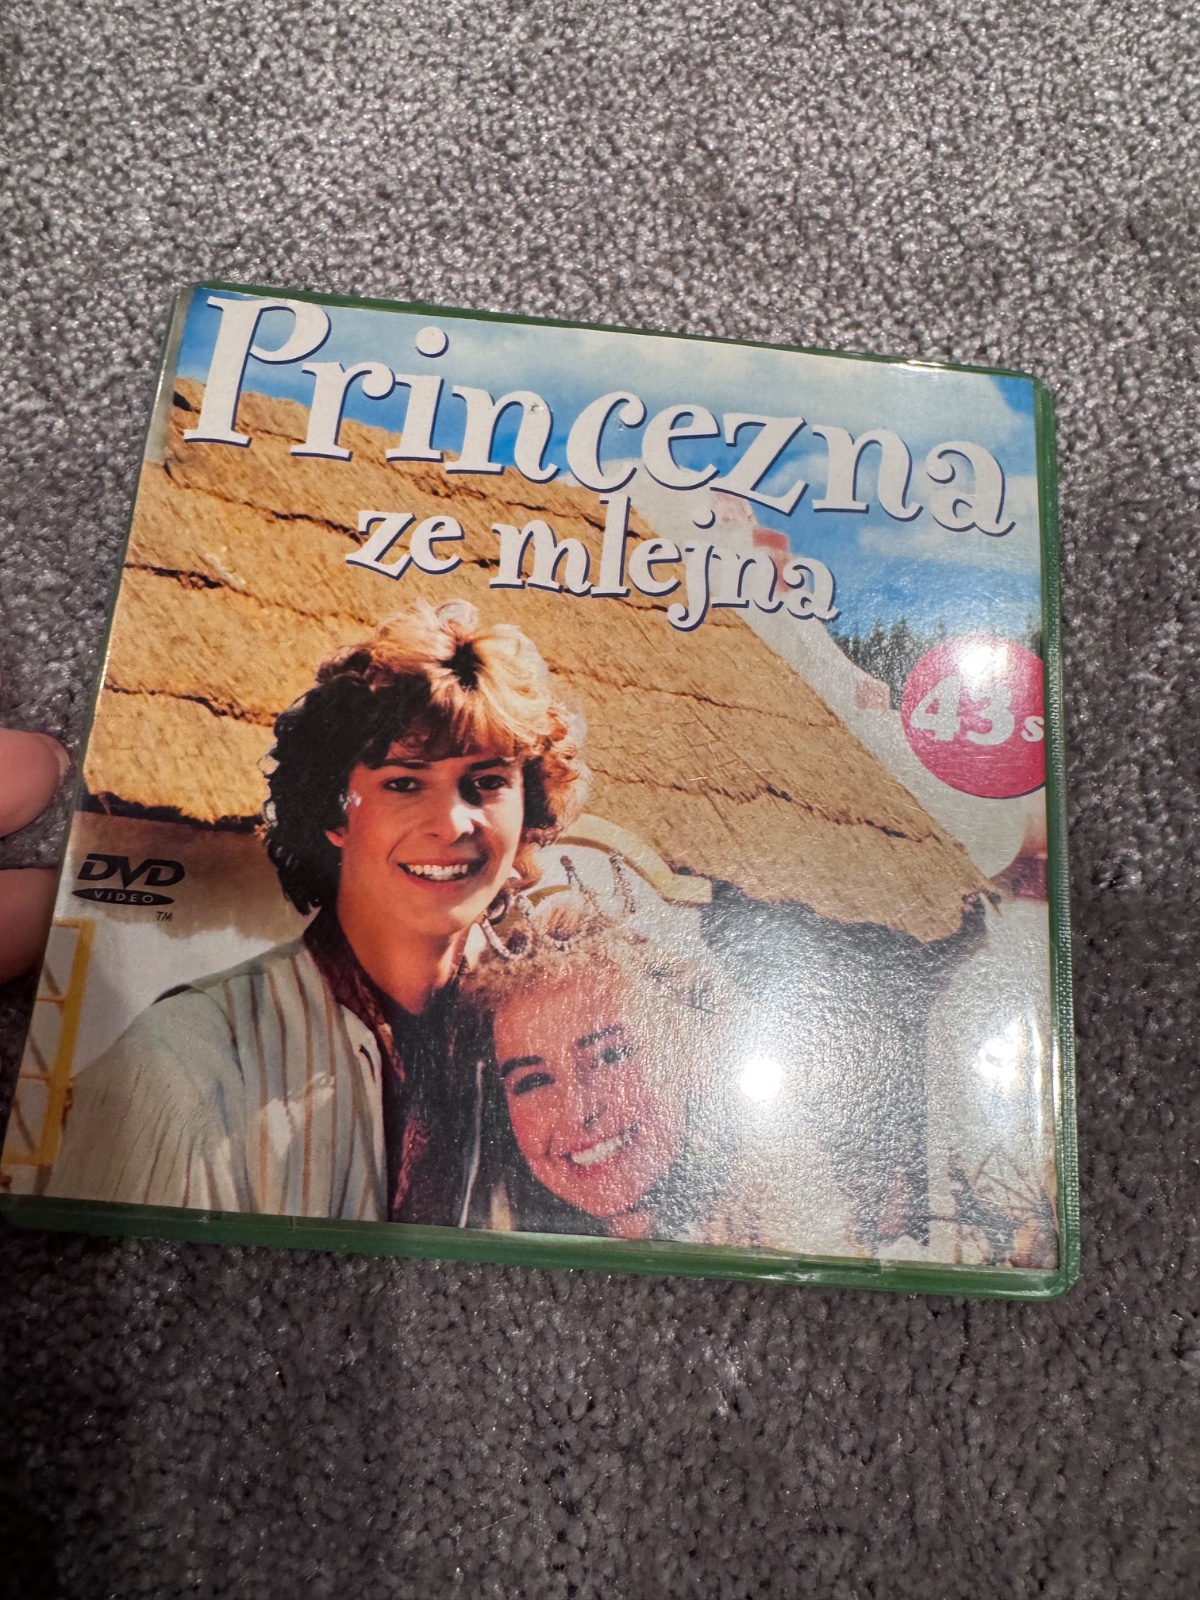 Princezna
ze mlejna
43s
DVD
VIDEO
TM